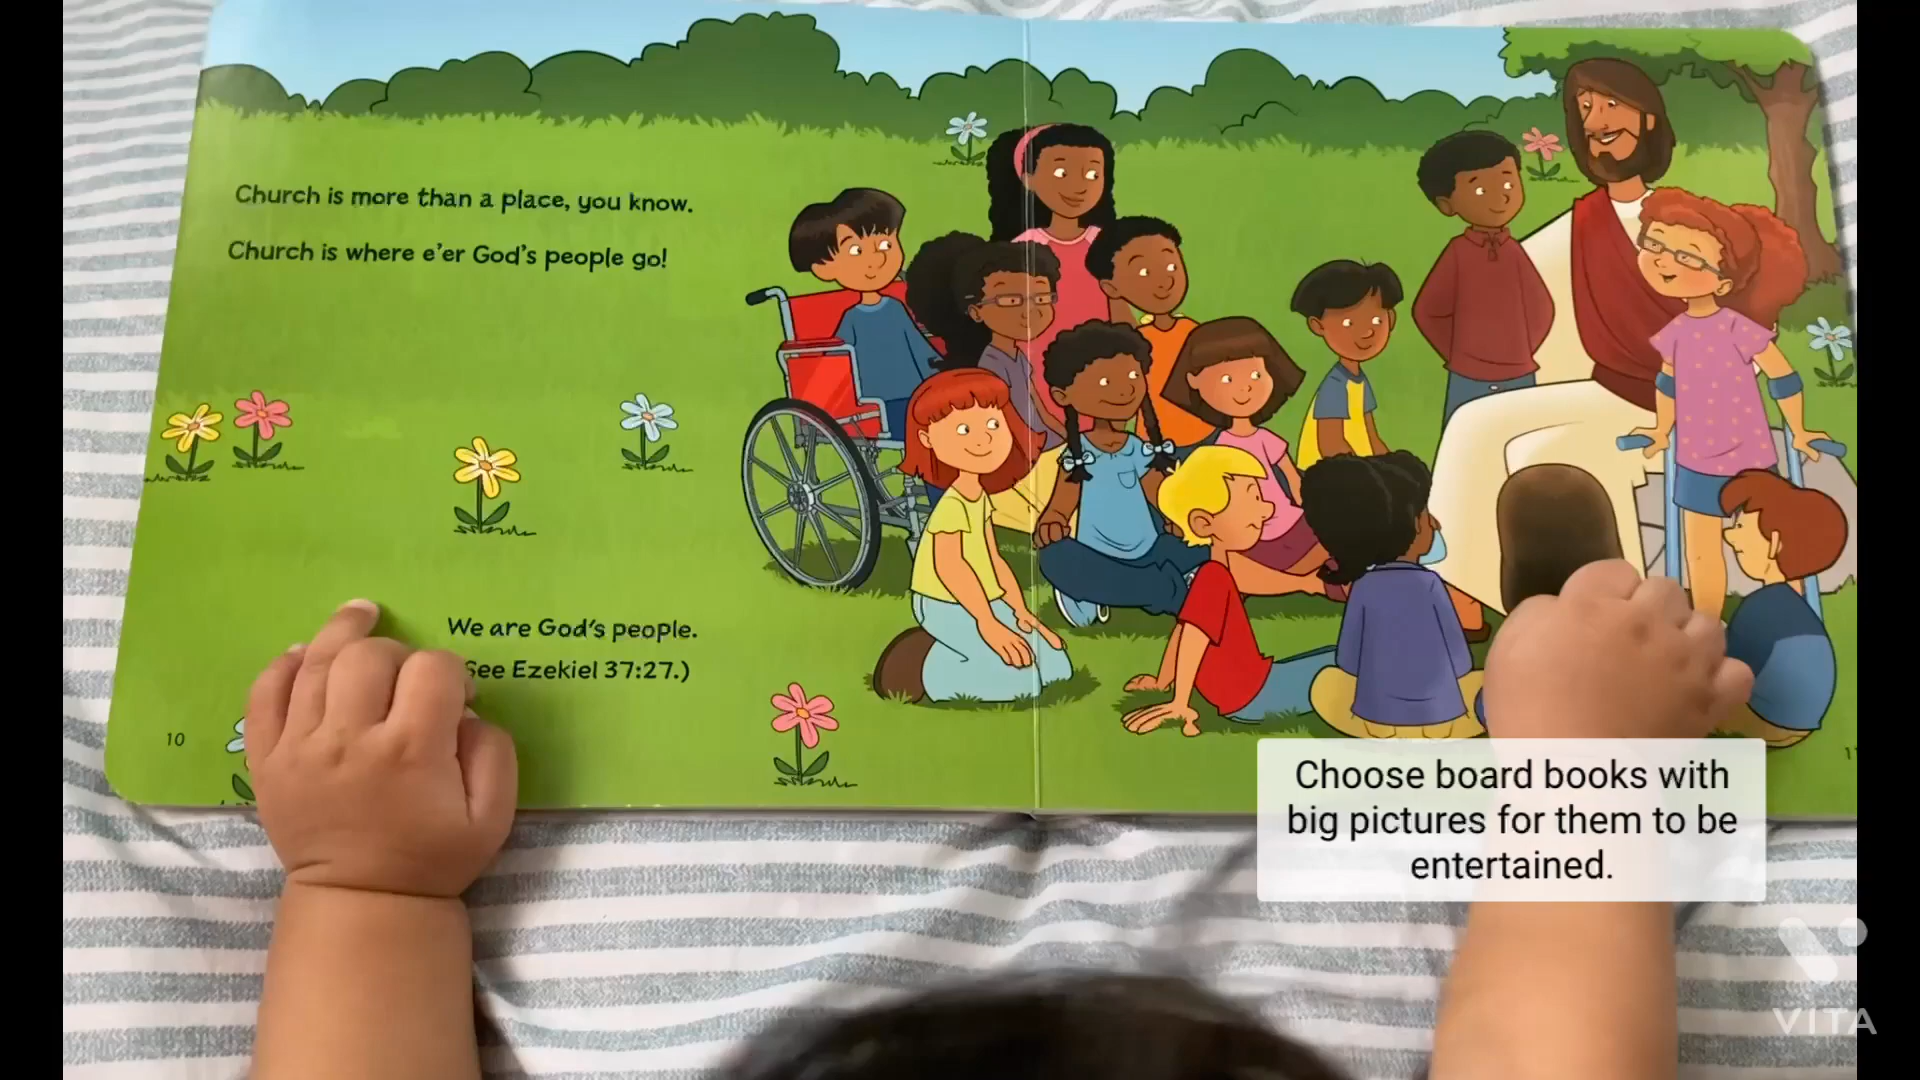 Church is more than a place, you know.
Church is where e'er God's people go!
We are God's people.
See Ezekiel 37:27.)
10
Choose board books with
big pictures for them to be
entertained.
VITA